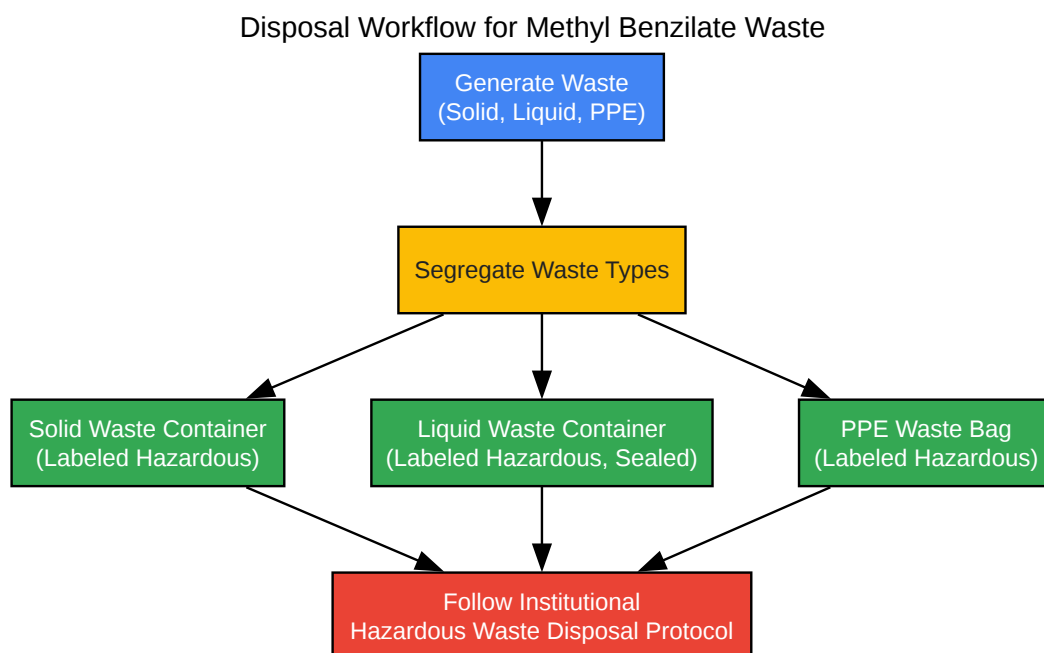 Disposal Workflow for Methyl Benzilate Waste
Generate Waste
(Solid, Liquid, PPE)
Segregate Waste Types
Solid Waste Container
(Labeled Hazardous)
Liquid Waste Container
(Labeled Hazardous, Sealed)
PPE Waste Bag
(Labeled Hazardous)
Follow Institutional
Hazardous Waste Disposal Protocol